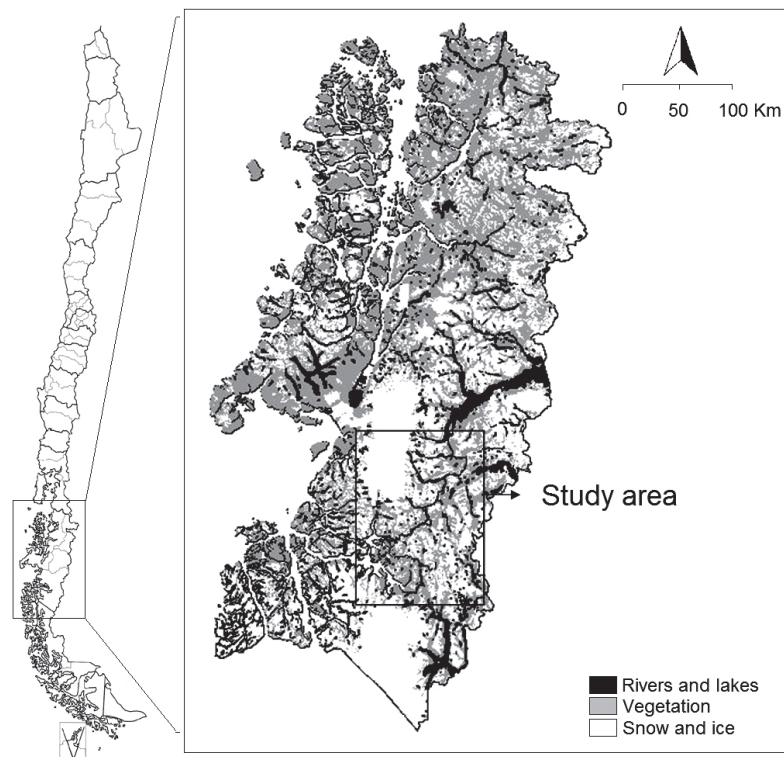 0 50 100 Km
Study area
Rivers and lakes
Vegetation
Snow and ice